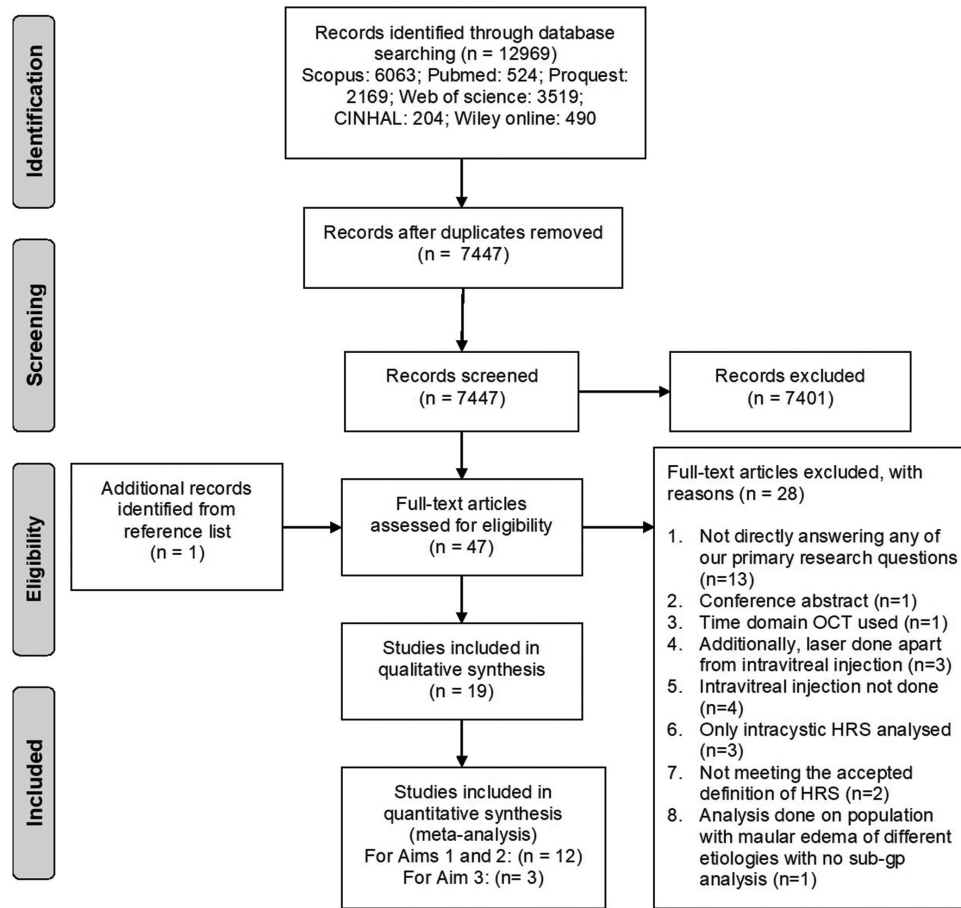 Identification
Records identified through database
searching (n = 12969)
Scopus: 6063; Pubmed: 524; Proquest:
2169; Web of science: 3519;
CINHAL: 204; Wiley online: 490
Records after duplicates removed
(n = 7447)
Screening
Records screened
(n = 7447)
Records excluded
(n = 7401)
Eligibility
Additional records
identified from
reference list
(n = 1)
Full-text articles
assessed for eligibility
(n = 47)
Full-text articles excluded, with
reasons (n = 28)
1. Not directly answering any of
our primary research questions
(n=13)
2. Conference abstract (n=1)
3. Time domain OCT used (n=1)
4. Additionally, laser done apart
from intravitreal injection (n=3)
5. Intravitreal injection not done
(n=4)
6. Only intracystic HRS analysed
(n=3)
7. Not meeting the accepted
definition of HRS (n=2)
8. Analysis done on population
with maular edema of different
etiologies with no sub-gp
analysis (n=1)
Studies included in
qualitative synthesis
(n = 19)
Included
Studies included in
quantitative synthesis
(meta-analysis)
For Aims 1 and 2: (n = 12)
For Aim 3: (n= 3)